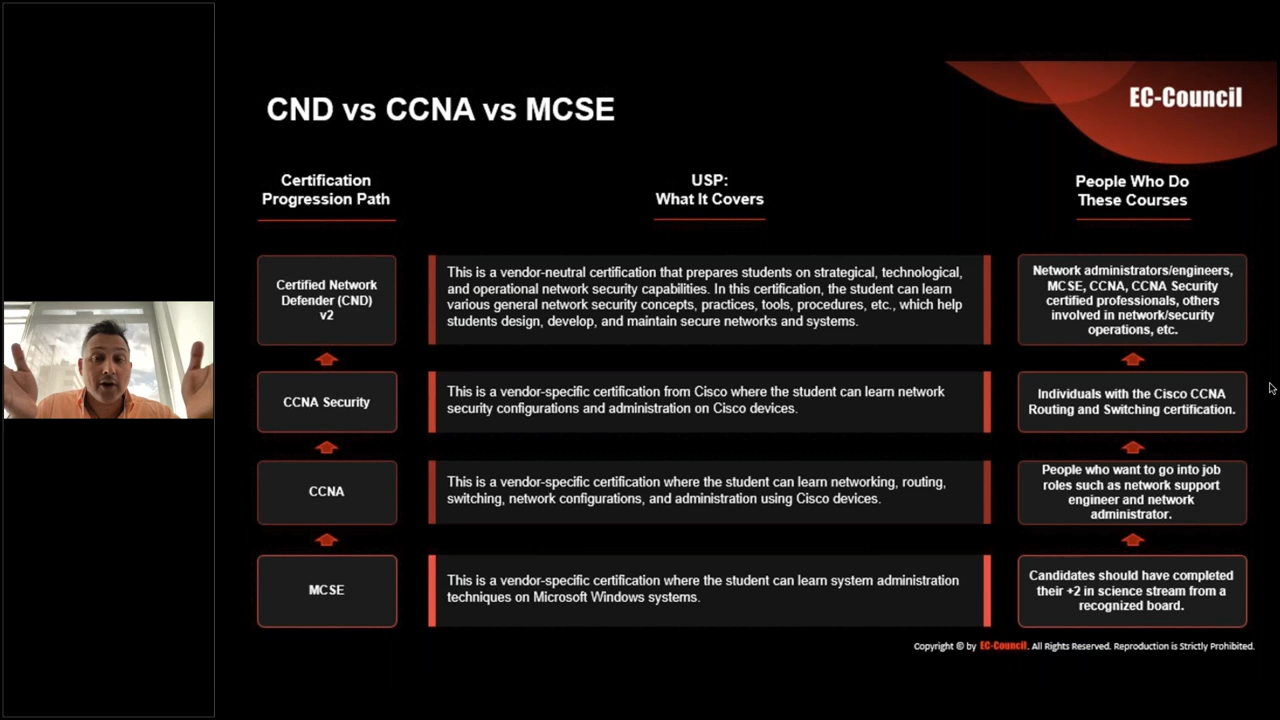 CND vs CCNA vs MCSE
EC-Council
Certification
Progression Path
USP:
What It Covers
People Who Do
These Courses
Certified Network
Defender (CND)
v2
This is a vendor-neutral certification that prepares students on strategical, technological,
and operational network security capabilities. In this certification, the student can learn
various general network security concepts, practices, tools, procedures, etc., which help
students design, develop, and maintain secure networks and systems.
Network administrators/engineers,
MCSE, CCNA, CCNA Security
certified professionals, others
involved in network/security
operations, etc.
CCNA Security
This is a vendor-specific certification from Cisco where the student can learn network
security configurations and administration on Cisco devices.
Individuals with the Cisco CCNA
Routing and Switching certification.
CCNA
This is a vendor-specific certification where the student can learn networking, routing,
switching, network configurations, and administration using Cisco devices.
People who want to go into job
roles such as network support
engineer and network
administrator.
MCSE
This is a vendor-specific certification where the student can learn system administration
techniques on Microsoft Windows systems.
Candidates should have completed
their +2 in science stream from a
recognized board.
Copyright © by EC-Council. All Rights Reserved. Reproduction is Strictly Prohibited.